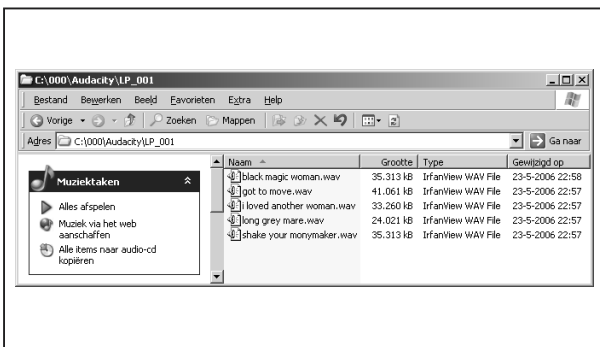 C:\000\Audacity\LP_001
Bestand Bewerken Beeld Favorieten Extra Help
Vorige Zoeken Mappen
Adres C:\000\Audacity\LP_001 Ga naar
Muziektaken
Alles afspelen
Muziek via het web
aanschaffen
Alle items naar audio-cd
kopiëren
Naam Grootte Type Gewijzigd op
black magic woman.wav 35.313 kB IrfanView WAV File 23-5-2006 22:58
got to move.wav 41.061 kB IrfanView WAV File 23-5-2006 22:57
i loved another woman.wav 33.260 kB IrfanView WAV File 23-5-2006 22:57
long grey mare.wav 24.021 kB IrfanView WAV File 23-5-2006 22:57
shake your monymaker.wav 35.313 kB IrfanView WAV File 23-5-2006 22:57